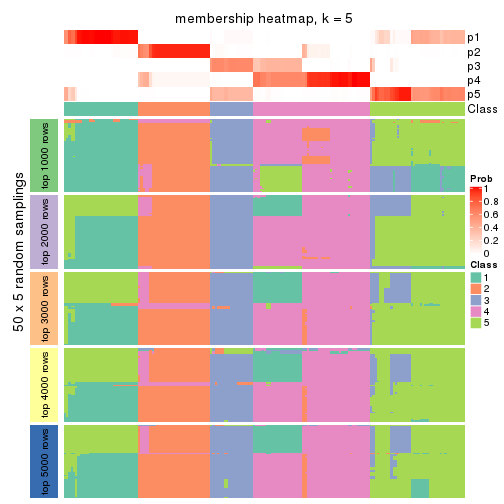 membership heatmap, k = 5
p1
p2
p3
p4
p5
Class
50 x 5 random samplings
top 1000 rows
top 2000 rows
top 3000 rows
top 4000 rows
top 5000 rows
Prob
1
0.8
0.6
0.4
0.2
0
Class
1
2
3
4
5